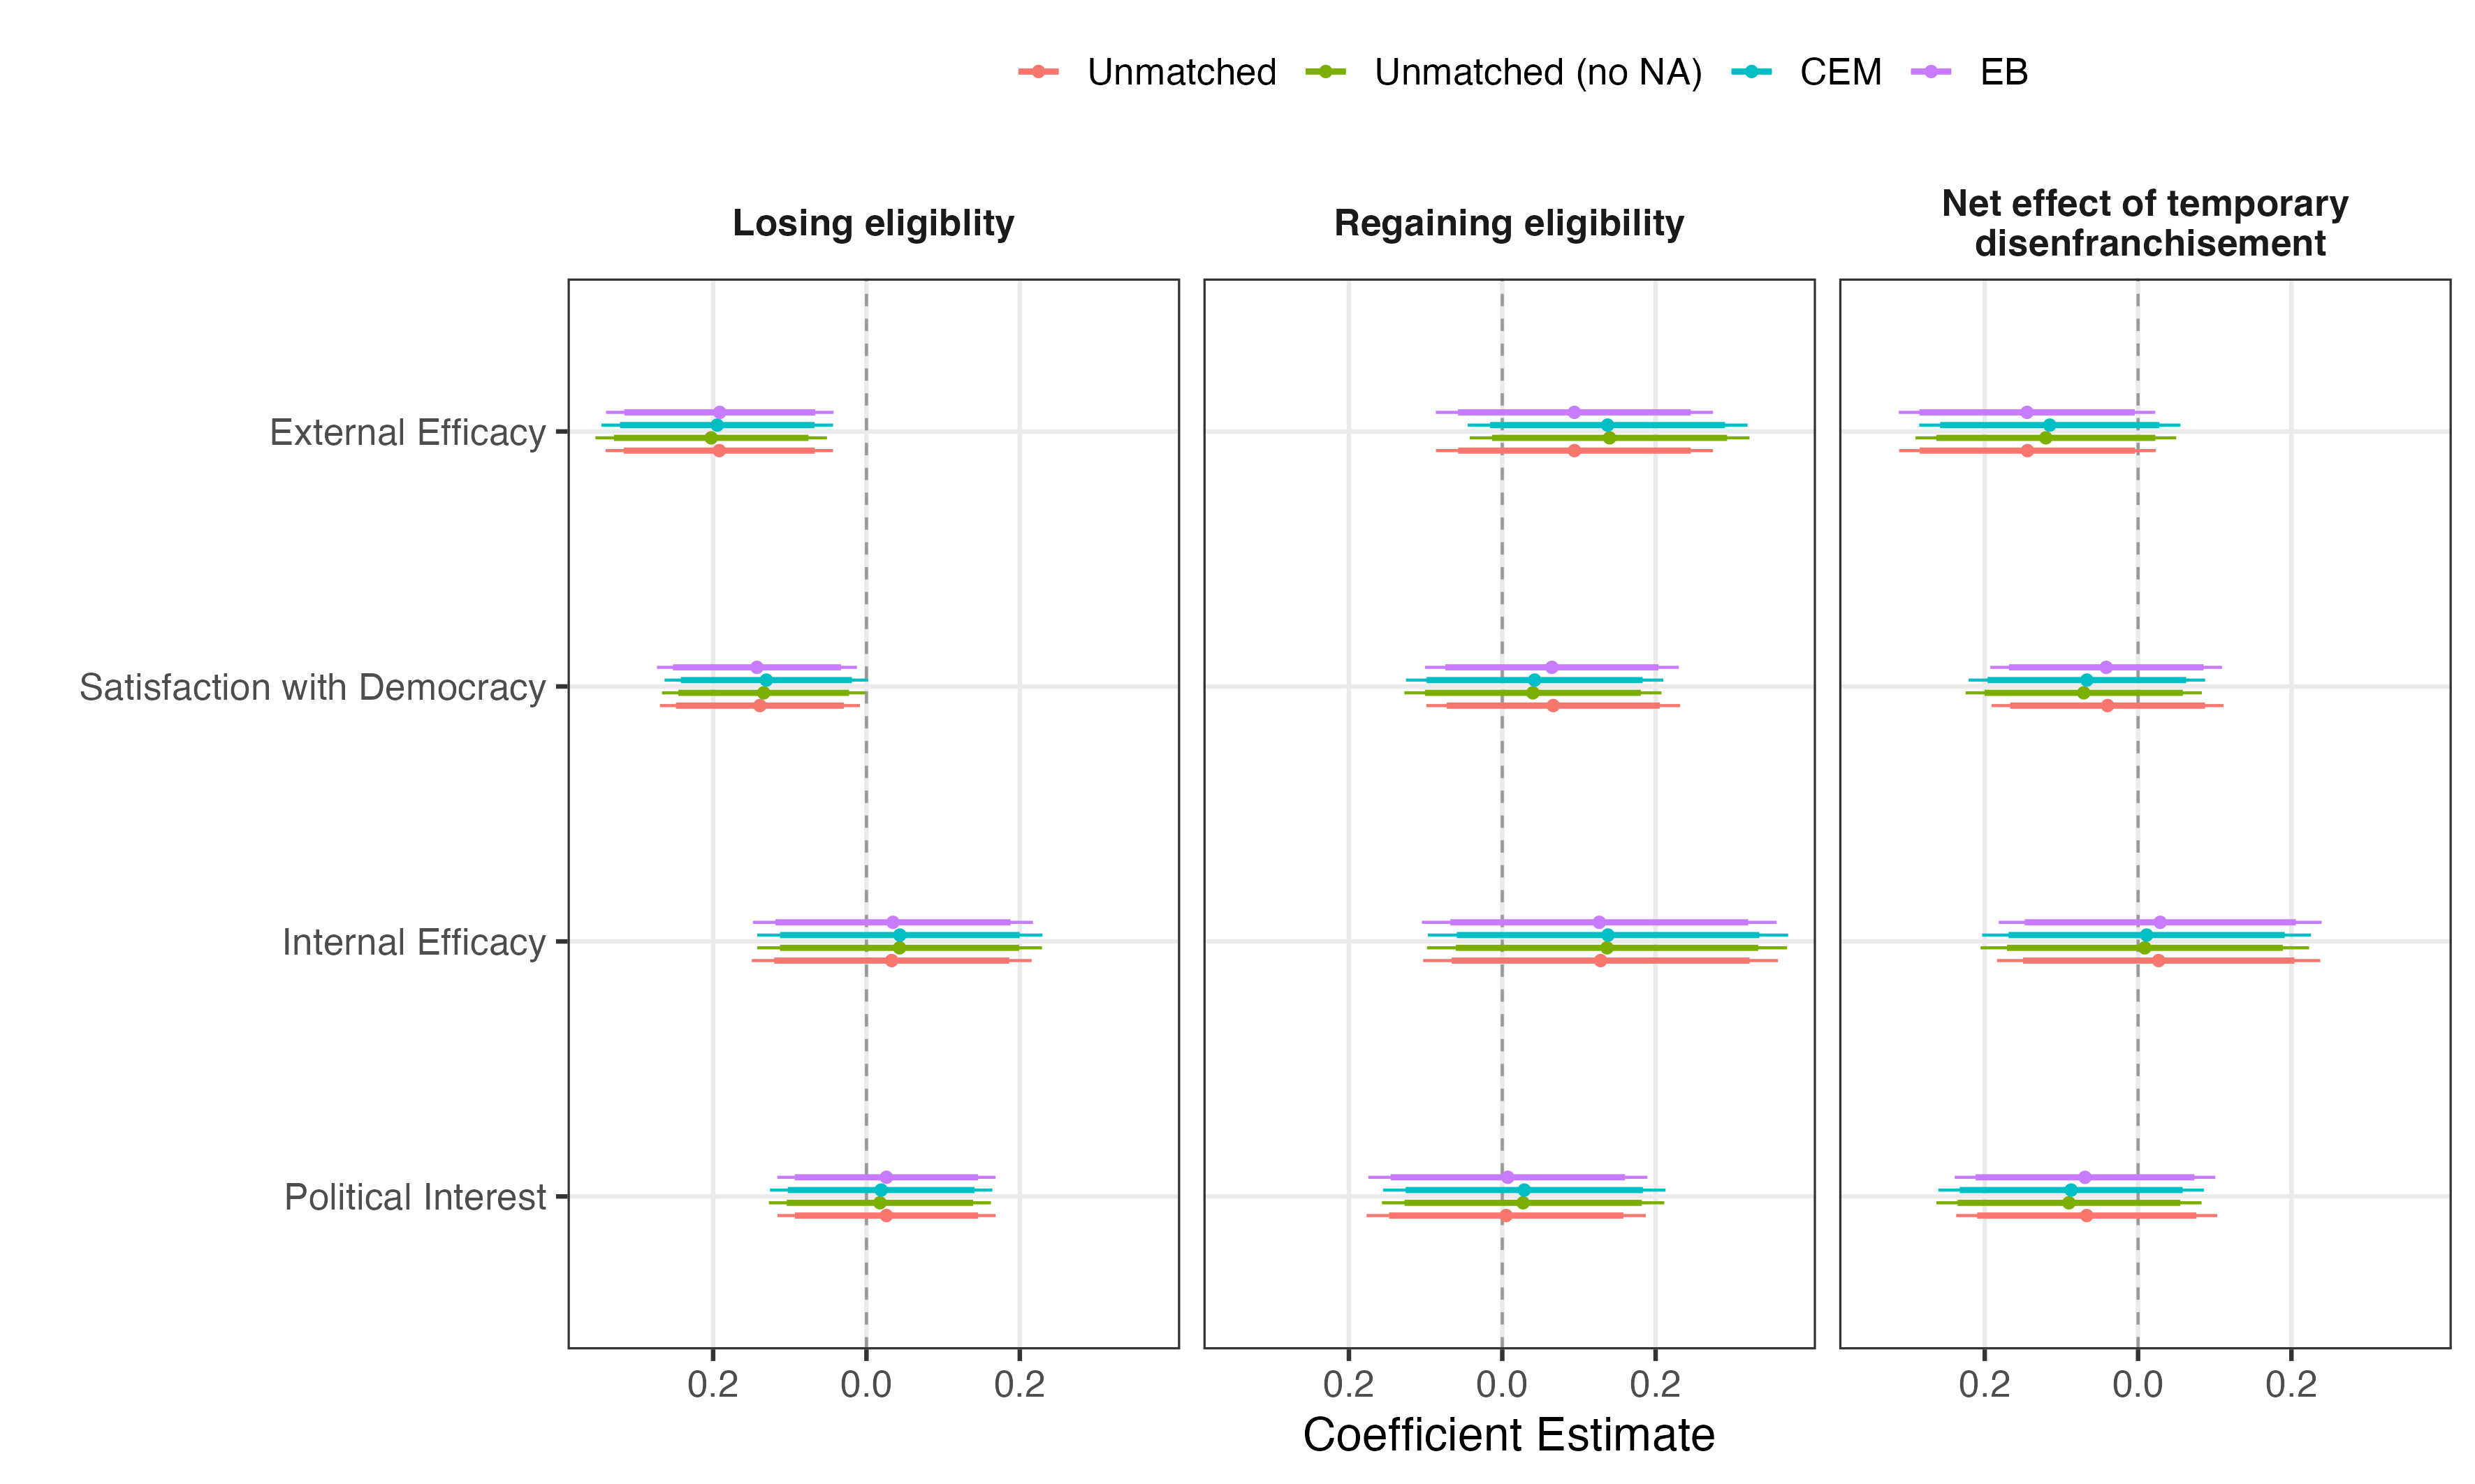 Unmatched Unmatched (no NA) CEM EB
Losing eligiblity
Regaining eligibility
Net effect of temporary
disenfranchisement
External Efficacy
Satisfaction with Democracy
Internal Efficacy
Political Interest
0.2 0.0 0.2
0.2 0.0 0.2
0.2 0.0 0.2
Coefficient Estimate